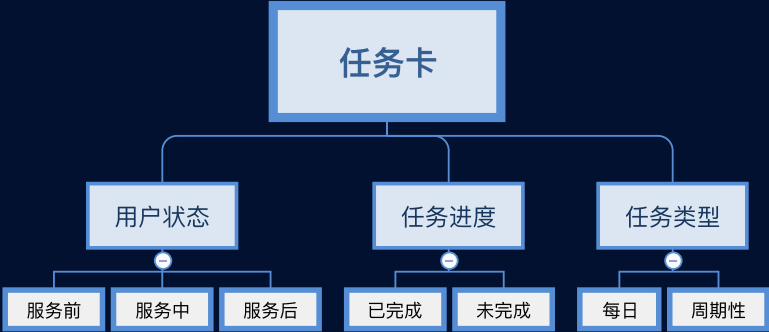 任务卡
用户状态
任务进度
任务类型
服务前
服务中
服务后
已完成
未完成
每日
周期性